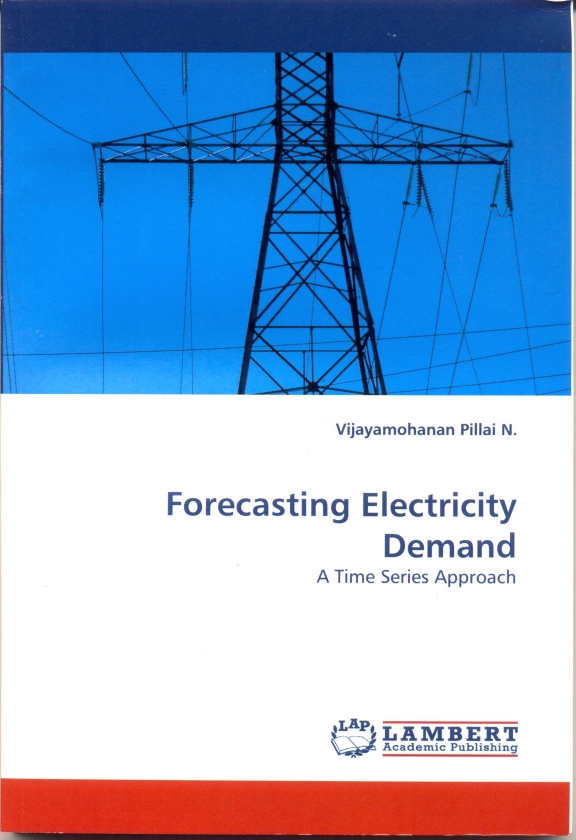 Vijayamohanan Pillai N.
Forecasting Electricity
Demand
A Time Series Approach
LAP
LAMBERT
Academic Publishing